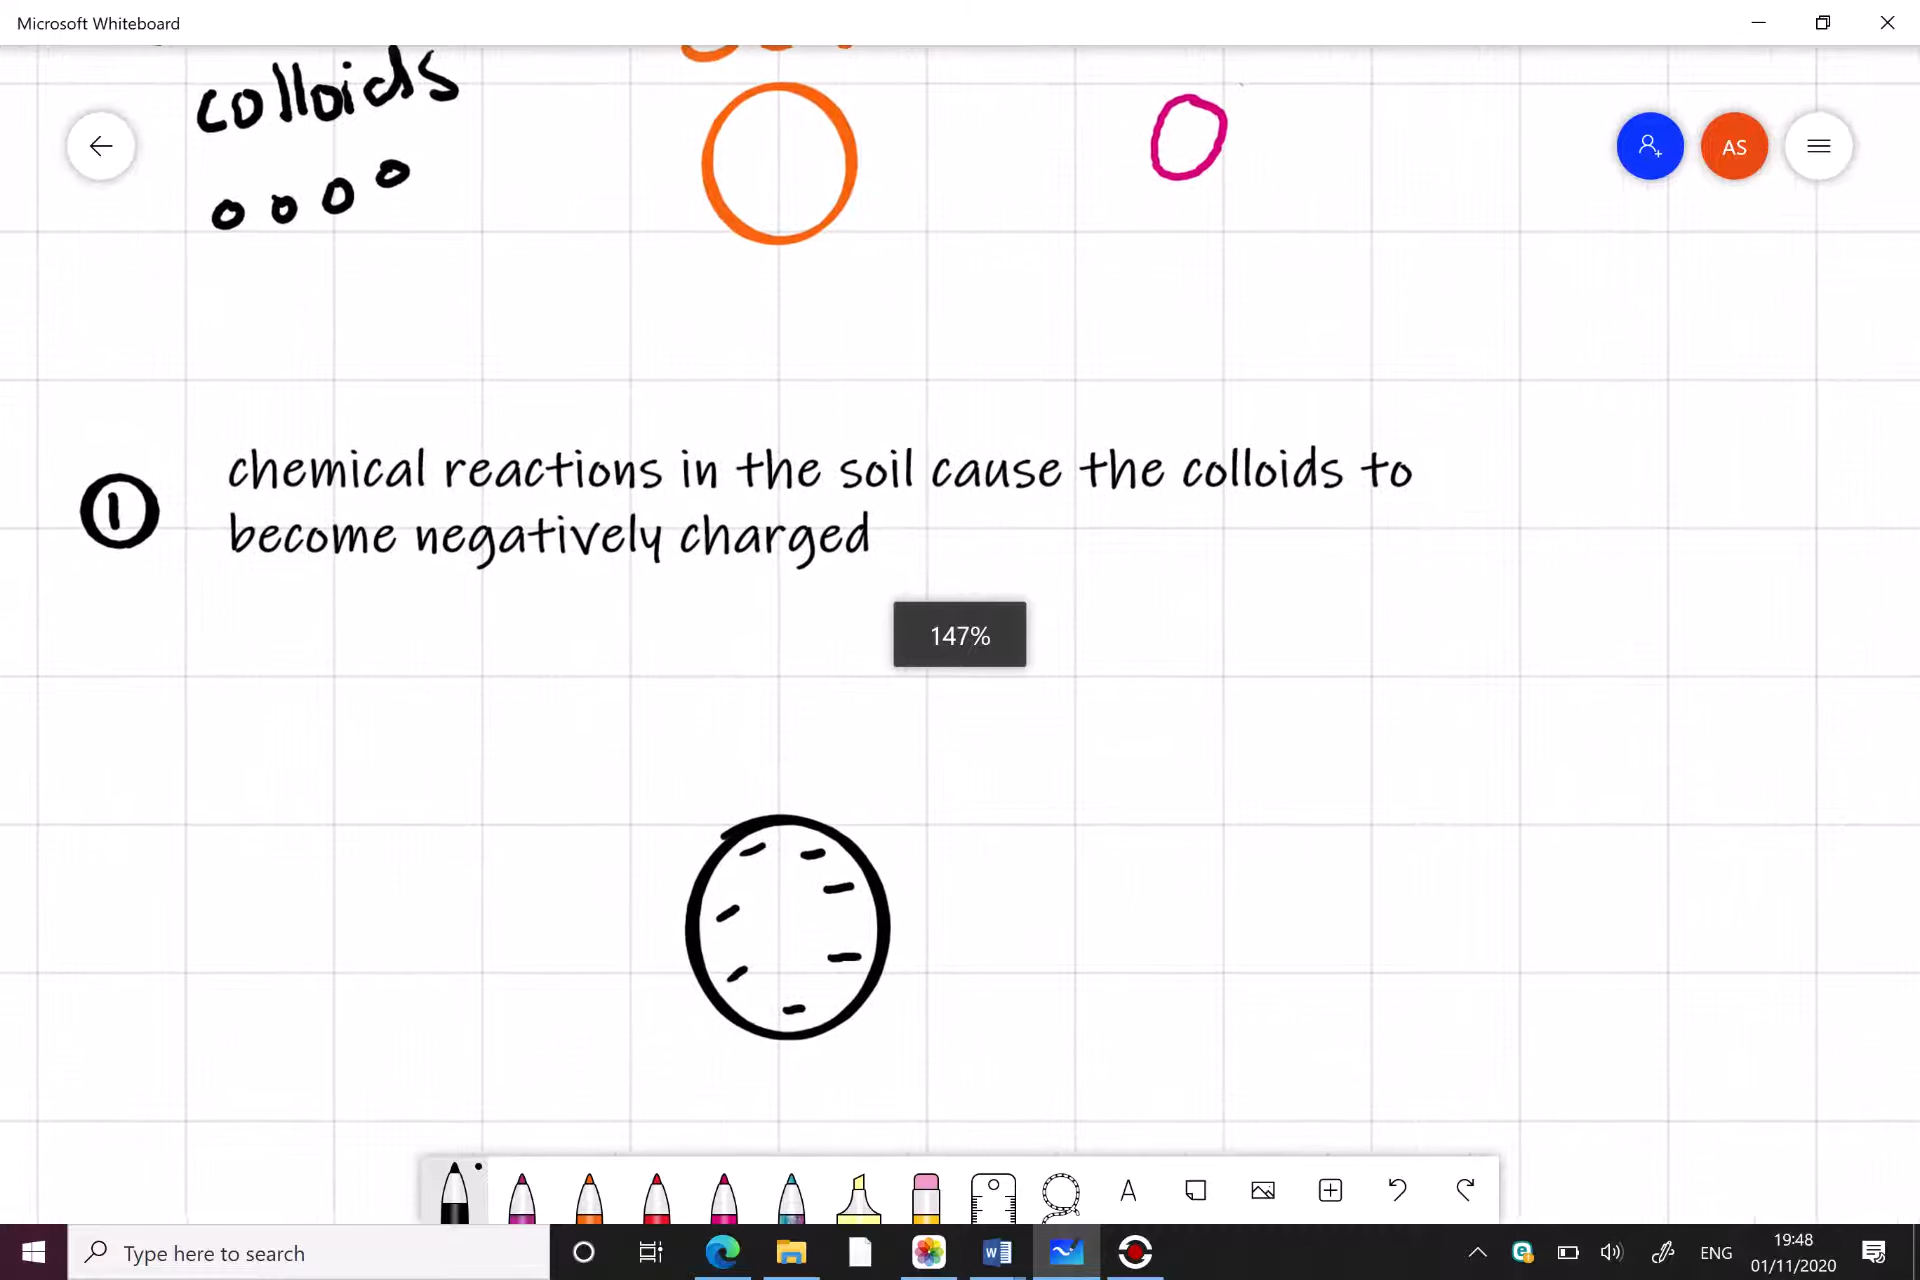 Microsoft Whiteboard
colloids
AS
1 chemical reactions in the soil cause the colloids to
become negatively charged
147%
A
Type here to search
ENG
19:48
01/11/2020